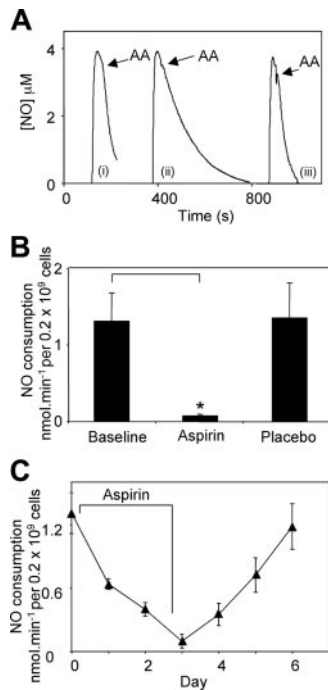 A
[NO] μM
4
2
0
AA
AA
AA
(i)
(ii)
(iii)
0
400
800
Time (s)
B
NO consumption
nmol.min⁻¹ per 0.2 x 10⁹ cells
2
1
0
*
Baseline
Aspirin
Placebo
C
NO consumption
nmol.min⁻¹ per 0.2 x 10⁹ cells
1.2
0.6
0
Aspirin
0
2
4
6
Day